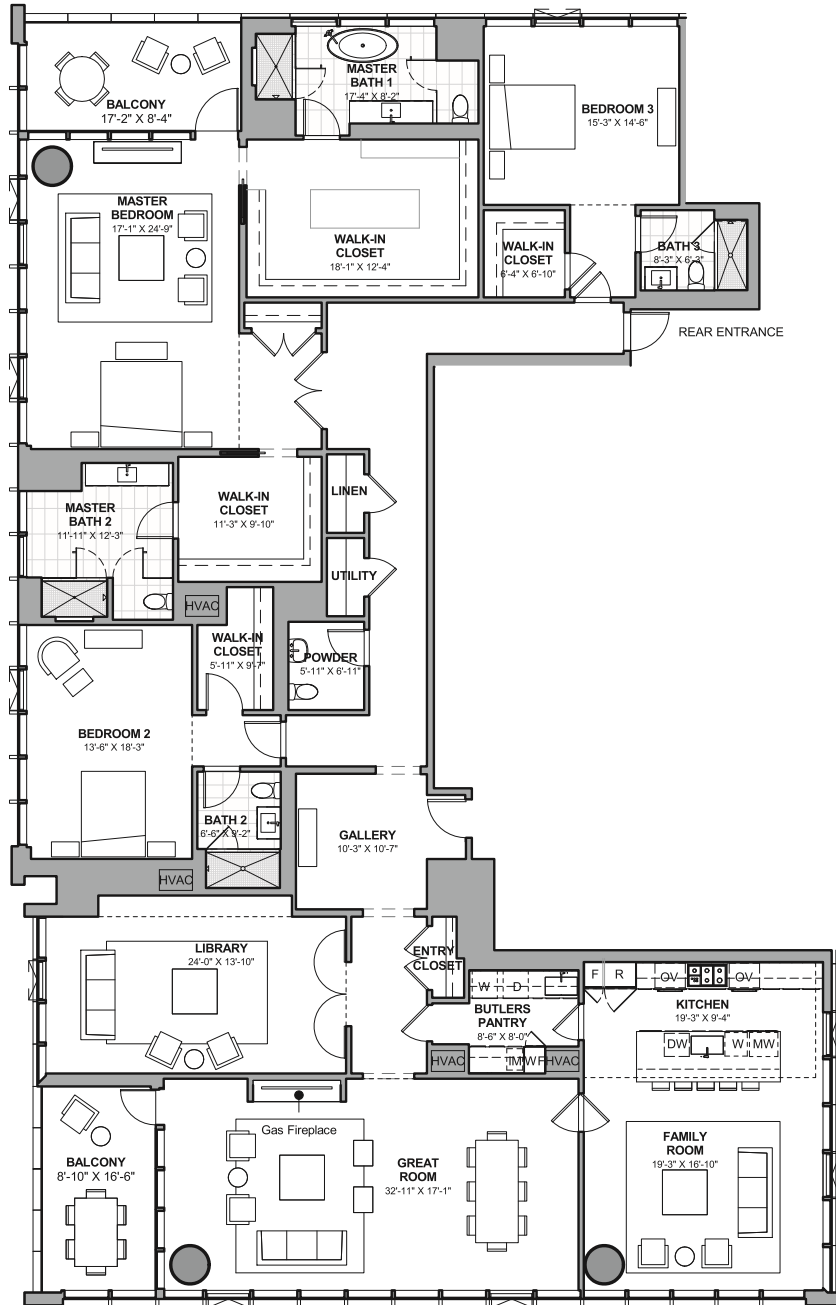 MASTER
BATH 1
17'-4" X 8'-2"
BALCONY
17'-2" X 8'-4"
BEDROOM 3
15'-3" X 14'-6"
MASTER
BEDROOM
17'-1" X 24'-9"
WALK-IN
CLOSET
18'-1" X 12'-4"
WALK-IN
CLOSET
6'-4" X 6'-10"
BATH 3
8'-3" X 6'-3"
REAR ENTRANCE
WALK-IN
CLOSET
11'-3" X 9'-10"
LINEN
MASTER
BATH 2
11'-11" X 12'-3"
UTILITY
HVAC
WALK-IN
CLOSET
5'-11" X 9'-7"
POWDER
5'-11" X 6'-11"
BEDROOM 2
13'-6" X 18'-3"
BATH 2
6'-6" X 9'-2"
GALLERY
10'-3" X 10'-7"
HVAC
LIBRARY
24'-0" X 13'-10"
ENTRY
CLOSET
W D
BUTLERS
PANTRY
8'-6" X 8'-0"
F R
OV OV
KITCHEN
19'-3" X 9'-4"
DW W MW
HVAC IM WF HVAC
Gas Fireplace
BALCONY
8'-10" X 16'-6"
GREAT
ROOM
32'-11" X 17'-1"
FAMILY
ROOM
19'-3" X 16'-10"